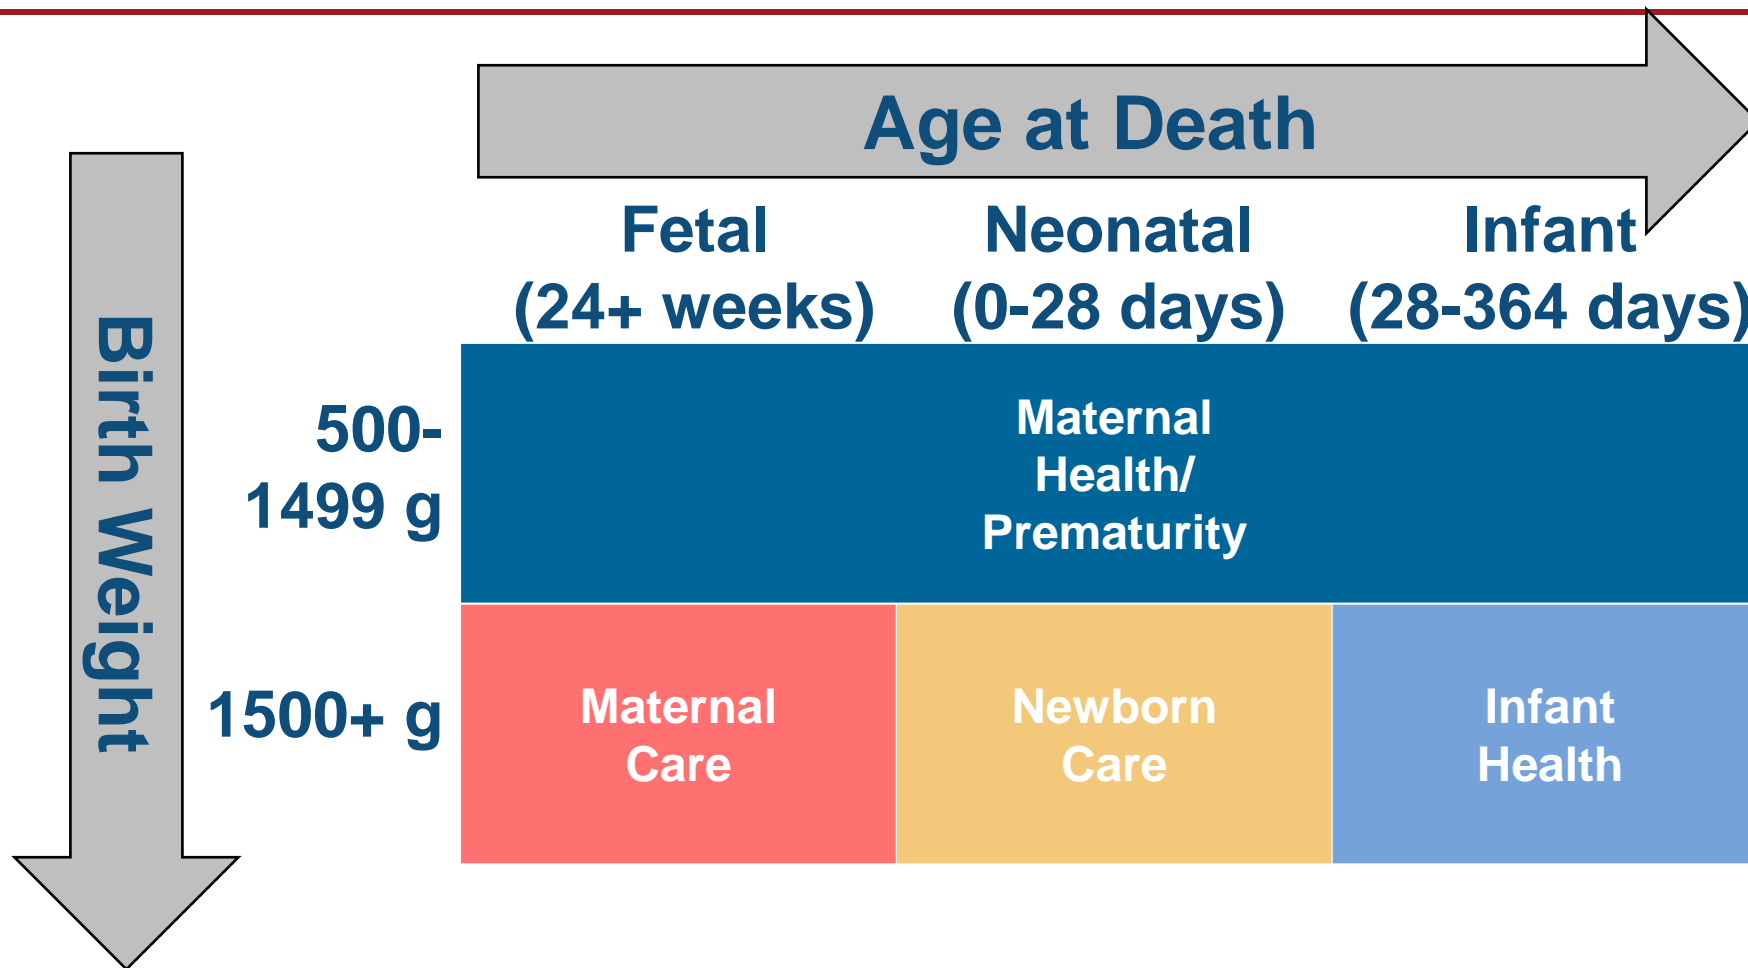 Age at Death
Fetal
(24+ weeks)
Neonatal
(0-28 days)
Infant
(28-364 days)
Birth Weight
500-
1499 g
Maternal
Health/
Prematurity
1500+ g
Maternal
Care
Newborn
Care
Infant
Health